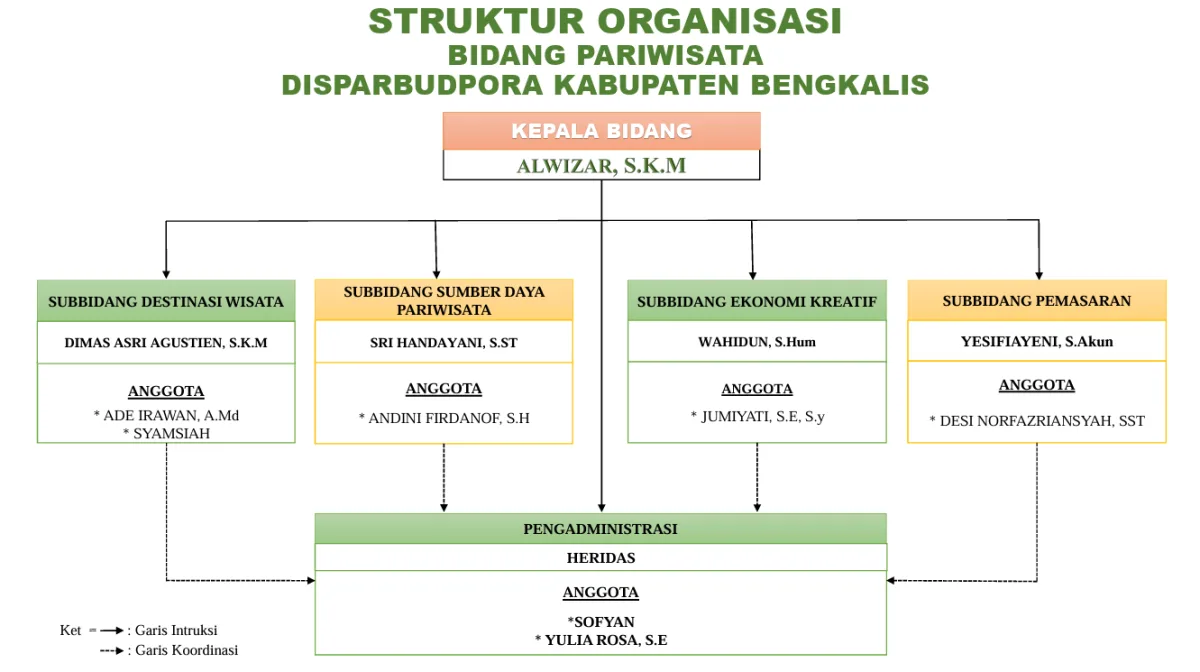 STRUKTUR ORGANISASI
BIDANG PARIWISATA
DISPARBUDPORA KABUPATEN BENGKALIS
KEPALA BIDANG
ALWIZAR, S.K.M
SUBBIDANG DESTINASI WISATA
DIMAS ASRI AGUSTIEN, S.K.M
ANGGOTA
* ADE IRAWAN, A.Md
* SYAMSIAH
SUBBIDANG SUMBER DAYA
PARIWISATA
SRI HANDAYANI, S.ST
ANGGOTA
* ANDINI FIRDANOF, S.H
SUBBIDANG EKONOMI KREATIF
WAHIDUN, S.Hum
ANGGOTA
* JUMIYATI, S.E, S.y
SUBBIDANG PEMASARAN
YESIFIAYENI, S.Akun
ANGGOTA
* DESI NORFAZRIANSYAH, SST
PENGADMINISTRASI
HERIDAS
ANGGOTA
*SOFYAN
* YULIA ROSA, S.E
Ket = : Garis Intruksi
: Garis Koordinasi